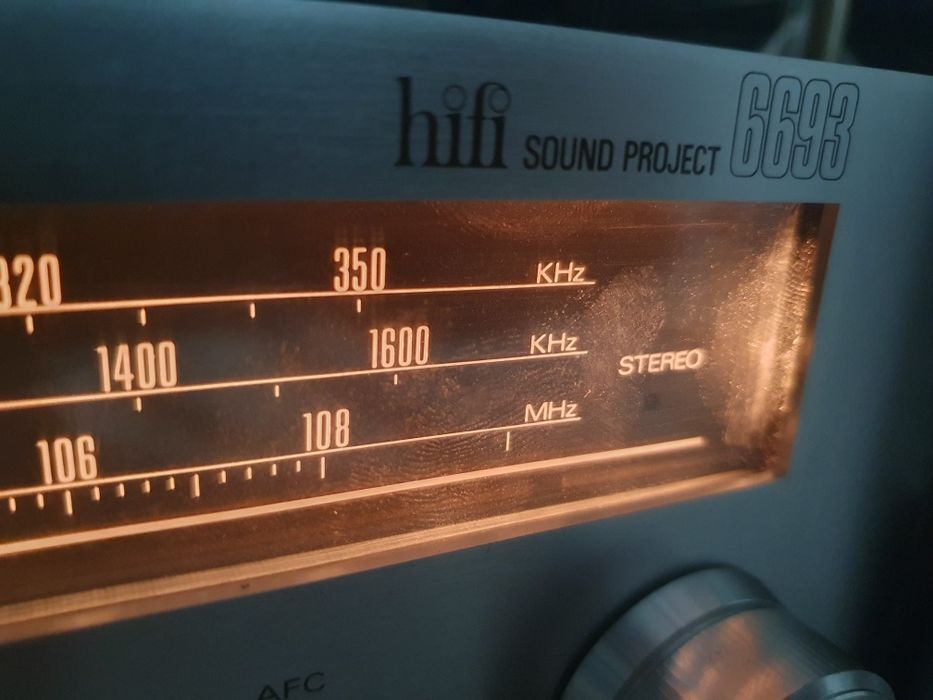 hifi SOUND PROJECT 6693
320 350 KHz
1400 1600 KHz
STEREO
106 108 MHz
AFC